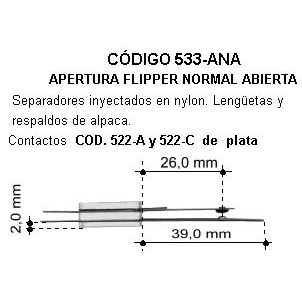 CÓDIGO 533-ANA
APERTURA FLIPPER NORMAL ABIERTA
Separadores inyectados en nylon. Lengüetas y
respaldos de alpaca.
Contactos COD. 522-A y 522-C de plata
26,0 mm
2,0 mm
39,0 mm